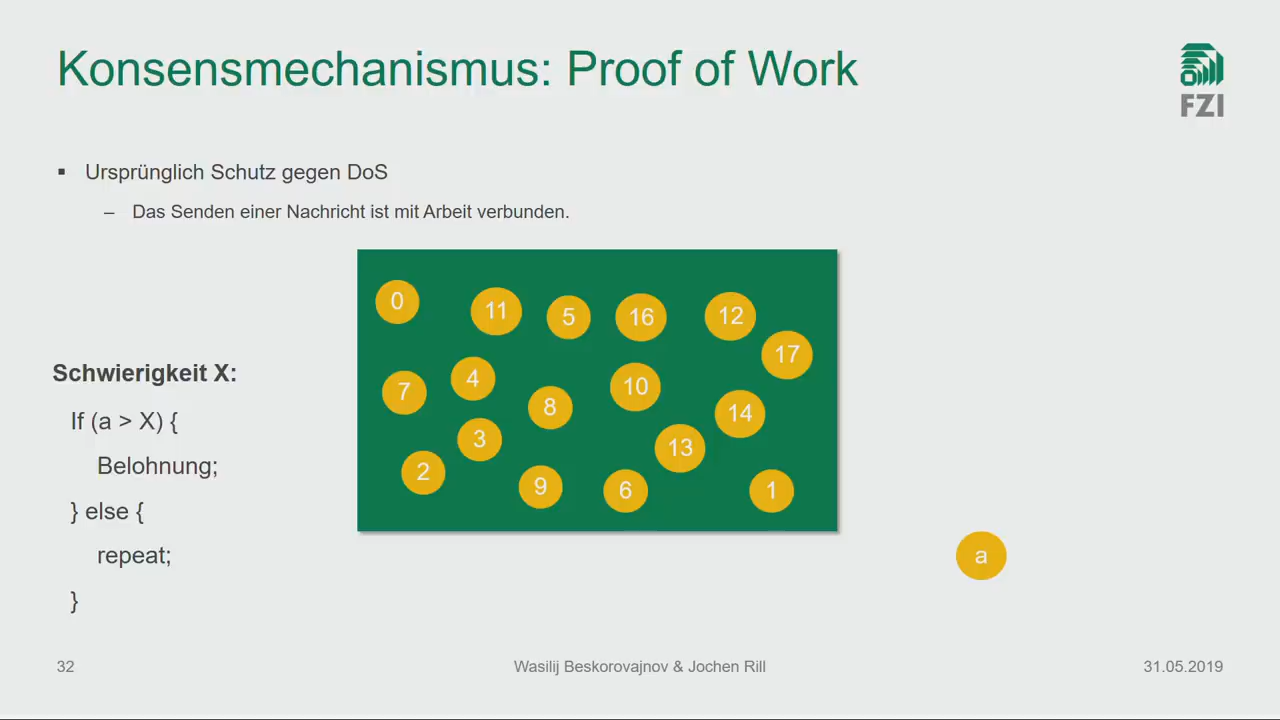 Konsensmechanismus: Proof of Work
FZI
▪ Ursprünglich Schutz gegen DoS
– Das Senden einer Nachricht ist mit Arbeit verbunden.
0 11 5 16 12
17
7 4 8 10 14
3 13
2 9 6 1
Schwierigkeit X:
If (a > X) {
Belohnung;
} else {
repeat;
}
a
32 Wasilij Beskorovajnov & Jochen Rill 31.05.2019